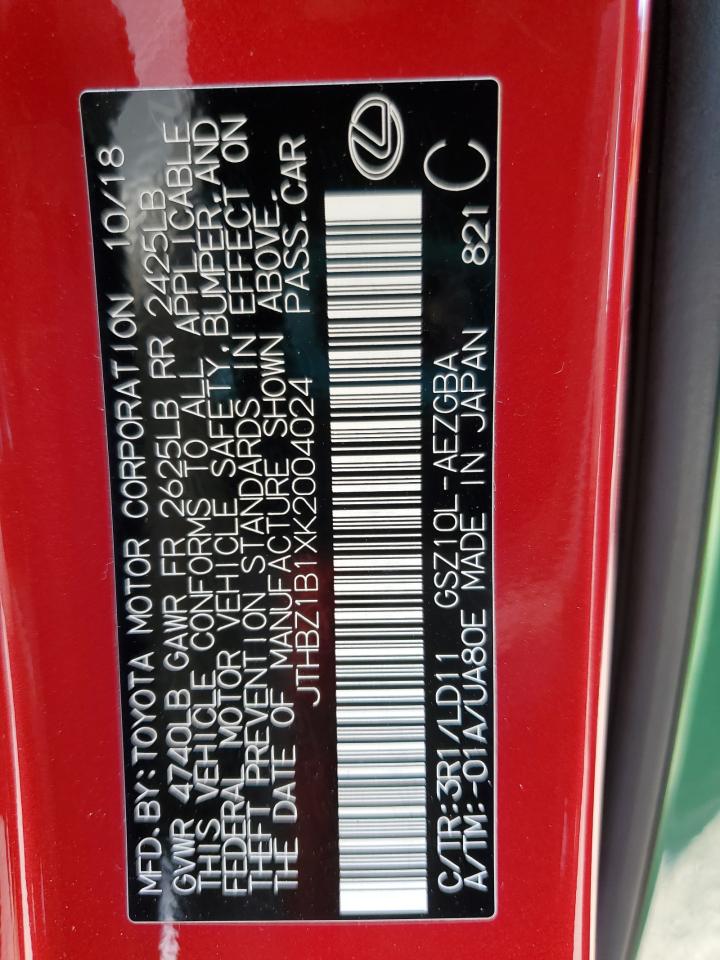 MFD.BY:TOYOTA MOTOR CORPORATION 10/18
GVWR 4740LB GAWR FR 2625LB RR 2425LB
THIS VEHICLE CONFORMS TO ALL APPLICABLE
FEDERAL MOTOR VEHICLE SAFETY,BUMPER,AND
THEFT PREVENTION STANDARDS IN EFFECT ON
THE DATE OF MANUFACTURE SHOWN ABOVE.
JTHBZ1B1XK2004024 PASS.CAR
C/TR:3R1/LD11 GSZ10L-AEZGBA C
A/TM:-01A/UA80E MADE IN JAPAN 821